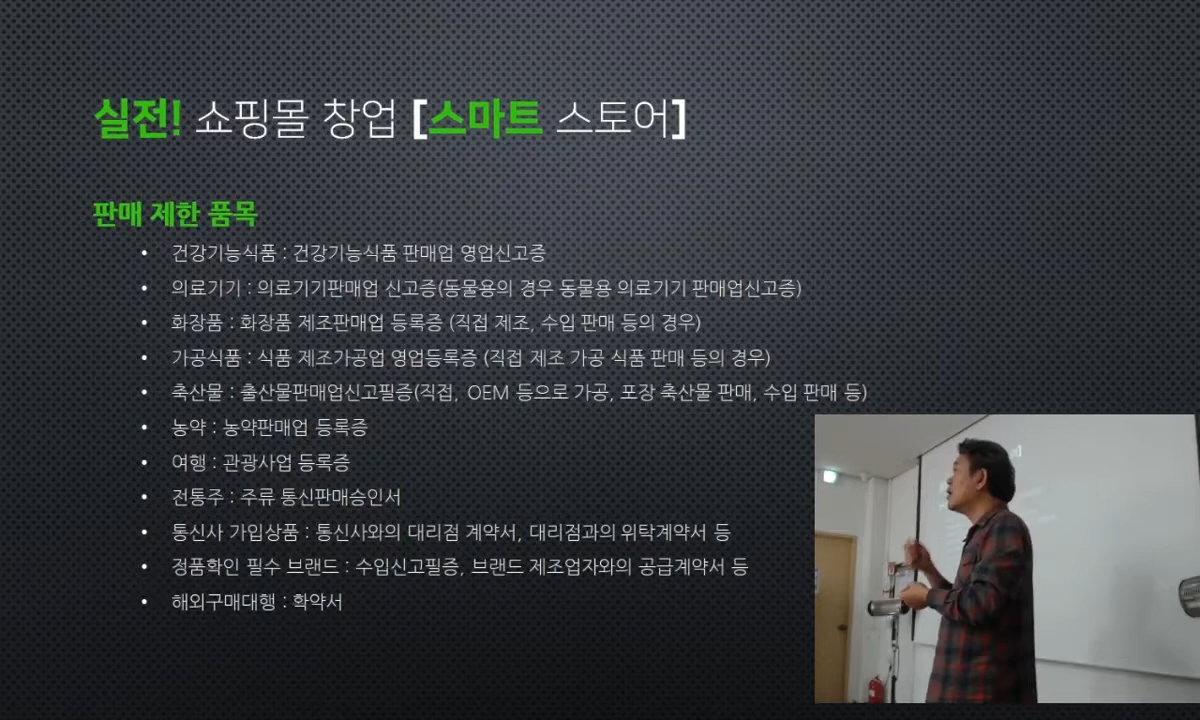 실전! 쇼핑몰 창업 [스마트 스토어]
판매 제한 품목
• 건강기능식품 : 건강기능식품 판매업 영업신고증
• 의료기기 : 의료기기판매업 신고증(동물용의 경우 동물용 의료기기 판매업신고증)
• 화장품 : 화장품 제조판매업 등록증 (직접 제조, 수입 판매 등의 경우)
• 가공식품 : 식품 제조가공업 영업등록증 (직접 제조 가공 식품 판매 등의 경우)
• 축산물 : 출산물판매업신고필증(직접, OEM 등으로 가공, 포장 축산물 판매, 수입 판매 등)
• 농약 : 농약판매업 등록증
• 여행 : 관광사업 등록증
• 전통주 : 주류 통신판매승인서
• 통신사 가입상품 : 통신사와의 대리점 계약서, 대리점과의 위탁계약서 등
• 정품확인 필수 브랜드 : 수입신고필증, 브랜드 제조업자와의 공급계약서 등
• 해외구매대행 : 확약서